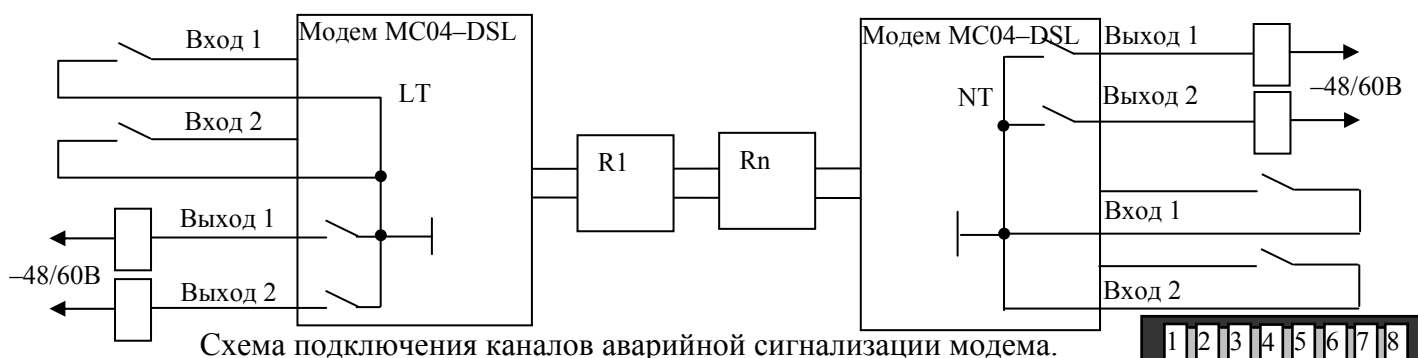 Вход 1
Модем МС04–DSL
LT
Вход 2
Выход 1
–48/60В
Выход 2
R1
Rn
Модем МС04–DSL
NT
Выход 1
–48/60В
Выход 2
Вход 1
Вход 2
Схема подключения каналов аварийной сигнализации модема.
1 2 3 4 5 6 7 8